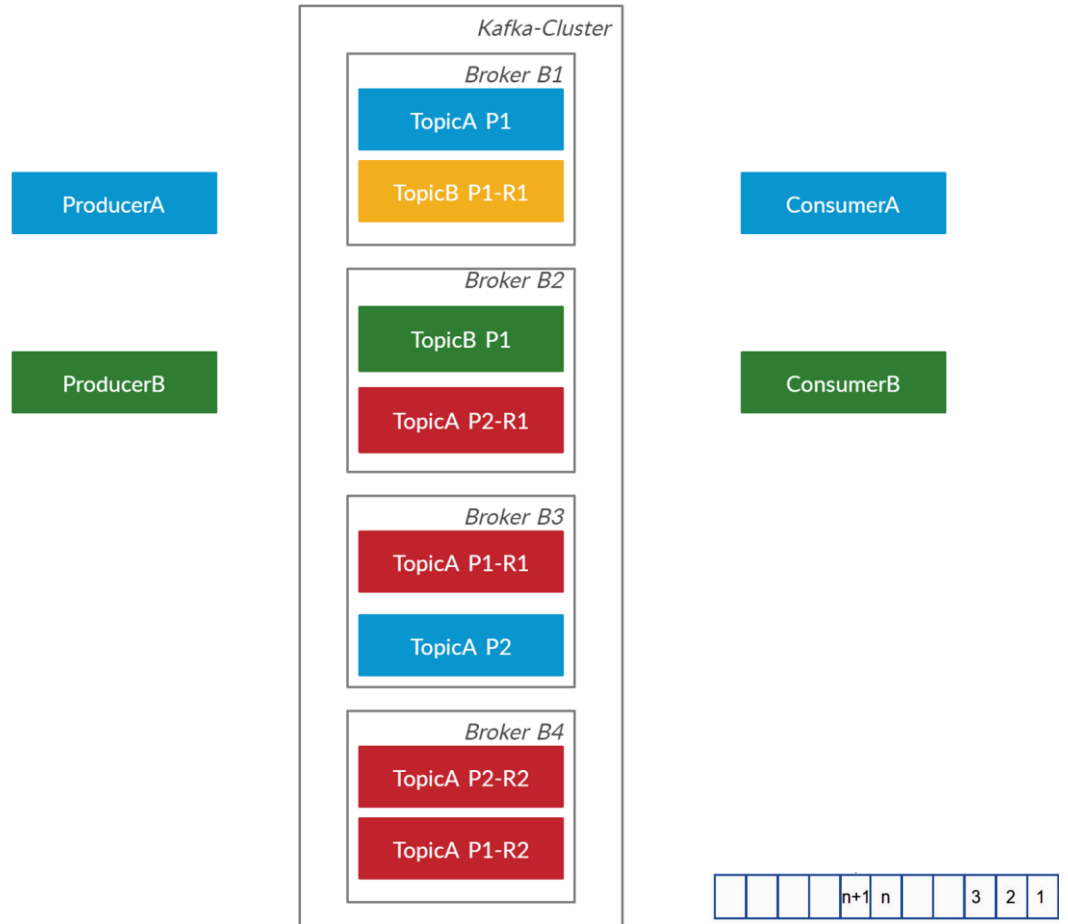 Kafka-Cluster
Broker B1
TopicA P1
TopicB P1-R1
ProducerA
ConsumerA
Broker B2
TopicB P1
ProducerB
ConsumerB
TopicA P2-R1
Broker B3
TopicA P1-R1
TopicA P2
Broker B4
TopicA P2-R2
TopicA P1-R2
n+1 n 3 2 1